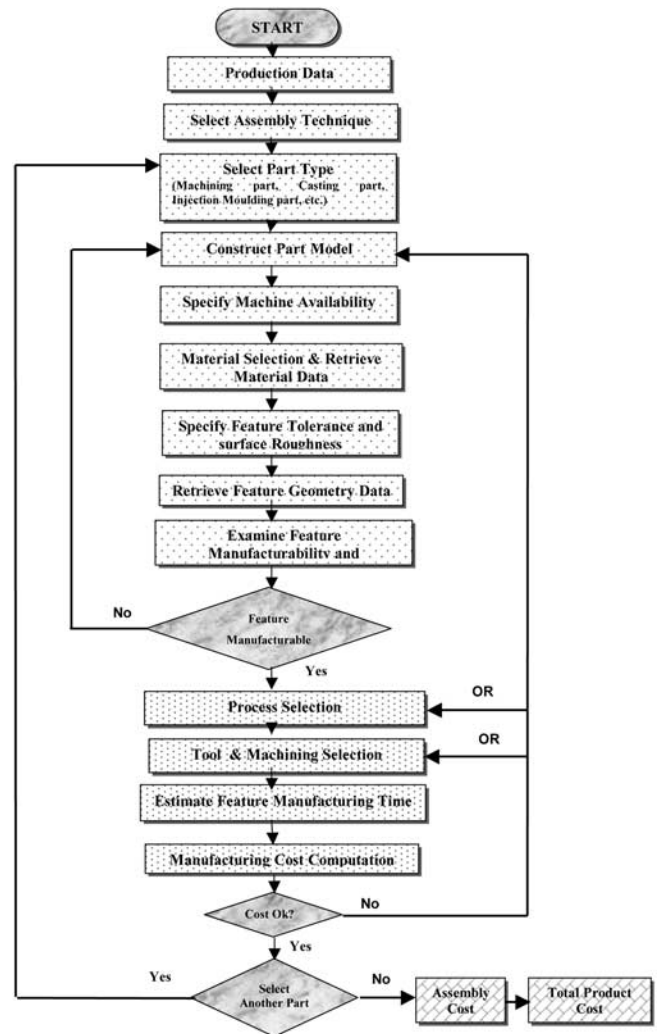 START
Production Data
Select Assembly Technique
Select Part Type
(Machining part, Casting part,
Injection Moulding part, etc.)
Construct Part Model
Specify Machine Availability
Material Selection & Retrieve
Material Data
Specify Feature Tolerance and
surface Roughness
Retrieve Feature Geometry Data
Examine Feature
Manufacturability and
No
Feature
Manufacturable
Yes
OR
Process Selection
OR
Tool & Machining Selection
Estimate Feature Manufacturing Time
Manufacturing Cost Computation
Cost Ok?
No
Yes
Yes
Select
Another Part
No
Assembly
Cost
Total Product
Cost